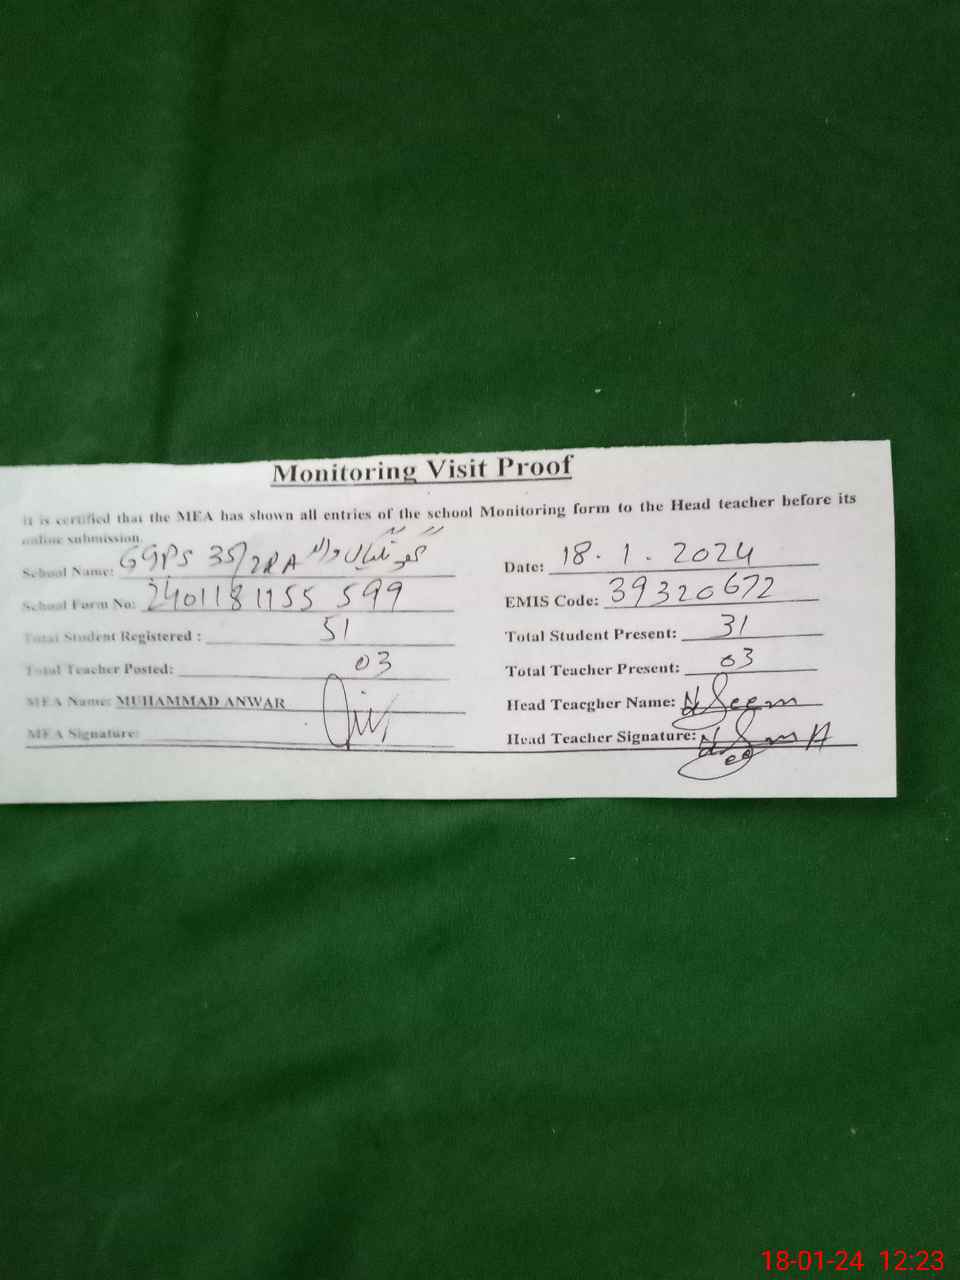 Monitoring Visit Proof
It is certified that the MEA has shown all entries of the school Monitoring form to the Head teacher before its
online submission.
School Name: GGPS 35/2RA
Date: 18.1.2024
School Form No: 2401181155599
EMIS Code: 39320672
Total Student Registered : 51
Total Student Present: 31
Total Teacher Posted: 03
Total Teacher Present: 03
MEA Name: MUHAMMAD ANWAR
Head Teacgher Name: Naseem
MEA Signature:
Head Teacher Signature:
18-01-24 12:23